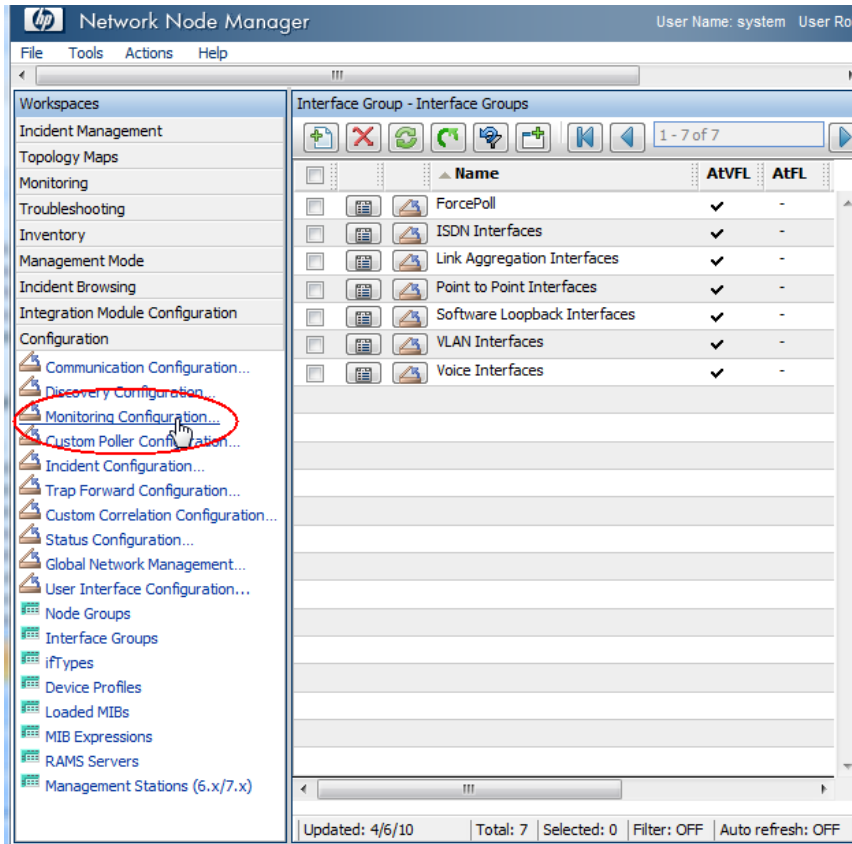 hp Network Node Manager User Name: system User Ro
File Tools Actions Help
Workspaces
Incident Management
Topology Maps
Monitoring
Troubleshooting
Inventory
Management Mode
Incident Browsing
Integration Module Configuration
Configuration
Communication Configuration...
Discovery Configuration...
Monitoring Configuration...
Custom Poller Configuration...
Incident Configuration...
Trap Forward Configuration...
Custom Correlation Configuration...
Status Configuration...
Global Network Management...
User Interface Configuration...
Node Groups
Interface Groups
ifTypes
Device Profiles
Loaded MIBs
MIB Expressions
RAMS Servers
Management Stations (6.x/7.x)
Interface Group - Interface Groups
1 - 7 of 7
Name AtVFL AtFL
ForcePoll ✔ -
ISDN Interfaces ✔ -
Link Aggregation Interfaces ✔ -
Point to Point Interfaces ✔ -
Software Loopback Interfaces ✔ -
VLAN Interfaces ✔ -
Voice Interfaces ✔ -
Updated: 4/6/10 Total: 7 Selected: 0 Filter: OFF Auto refresh: OFF